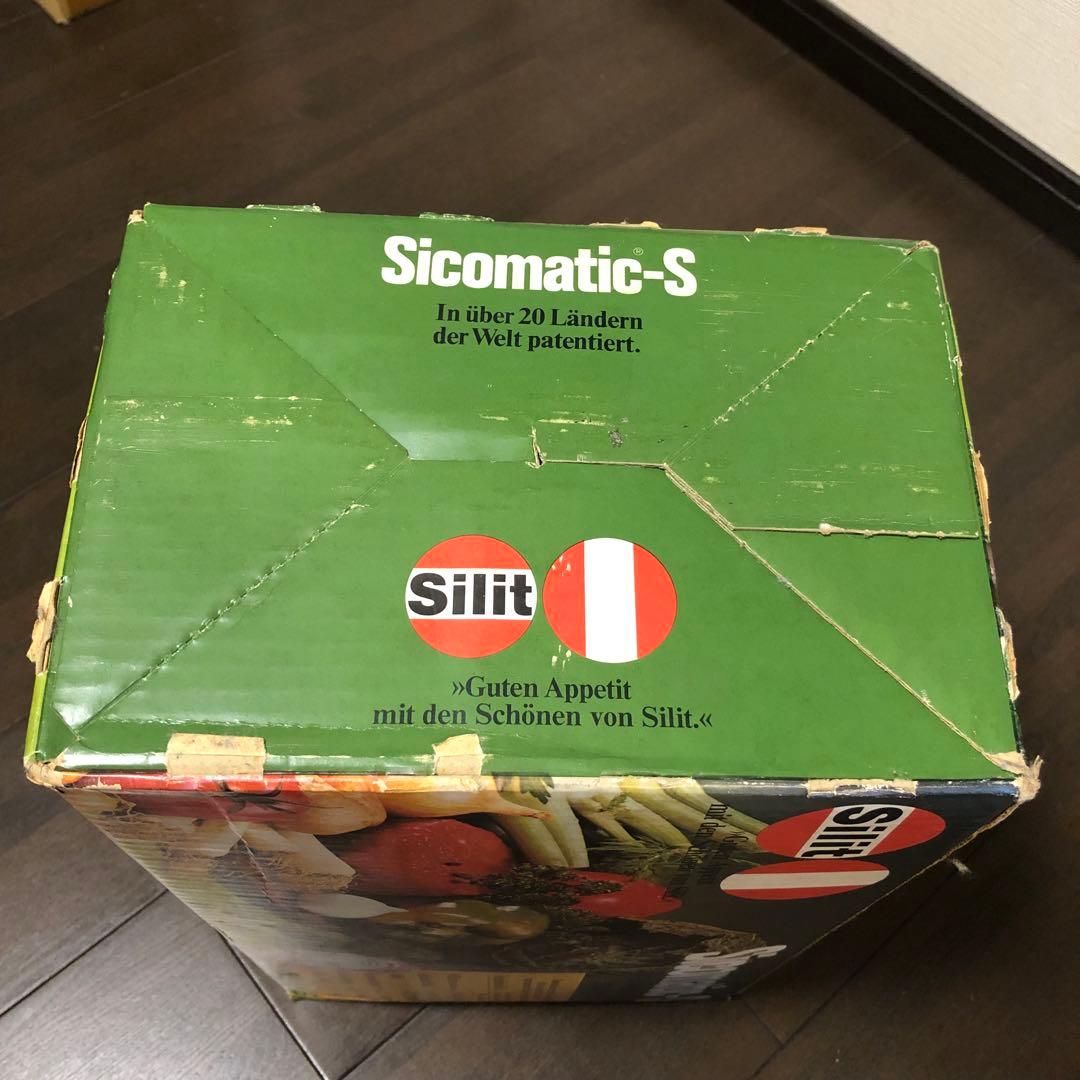 Sicomatic®-S
In über 20 Ländern
der Welt patentiert.
Silit
»Guten Appetit
mit den Schönen von Silit.«
Silit